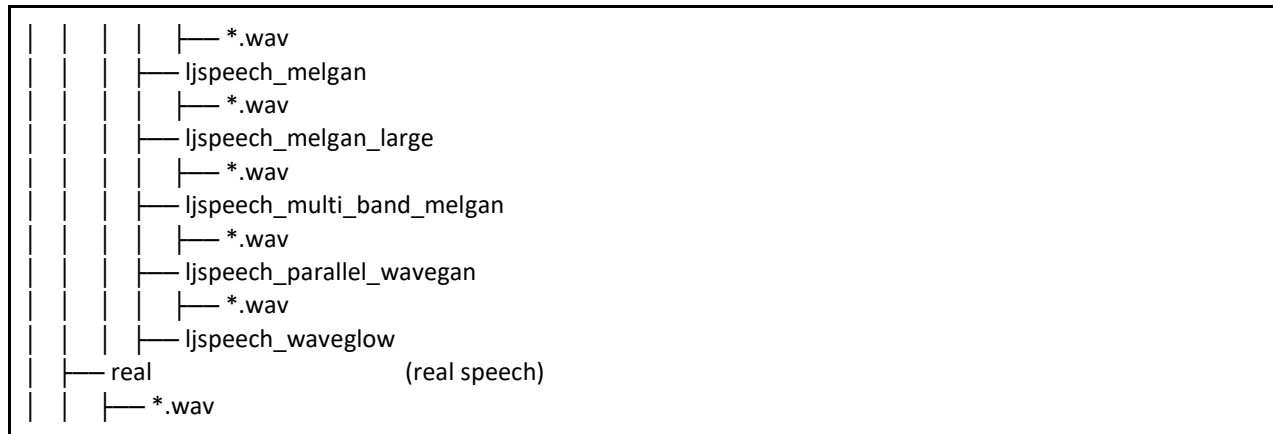 │ │ │ │ ├── *.wav
│ │ │ ├── ljspeech_melgan
│ │ │ │ ├── *.wav
│ │ │ ├── ljspeech_melgan_large
│ │ │ │ ├── *.wav
│ │ │ ├── ljspeech_multi_band_melgan
│ │ │ │ ├── *.wav
│ │ │ ├── ljspeech_parallel_wavegan
│ │ │ │ ├── *.wav
│ │ │ ├── ljspeech_waveglow
│ ├── real (real speech)
│ │ ├── *.wav